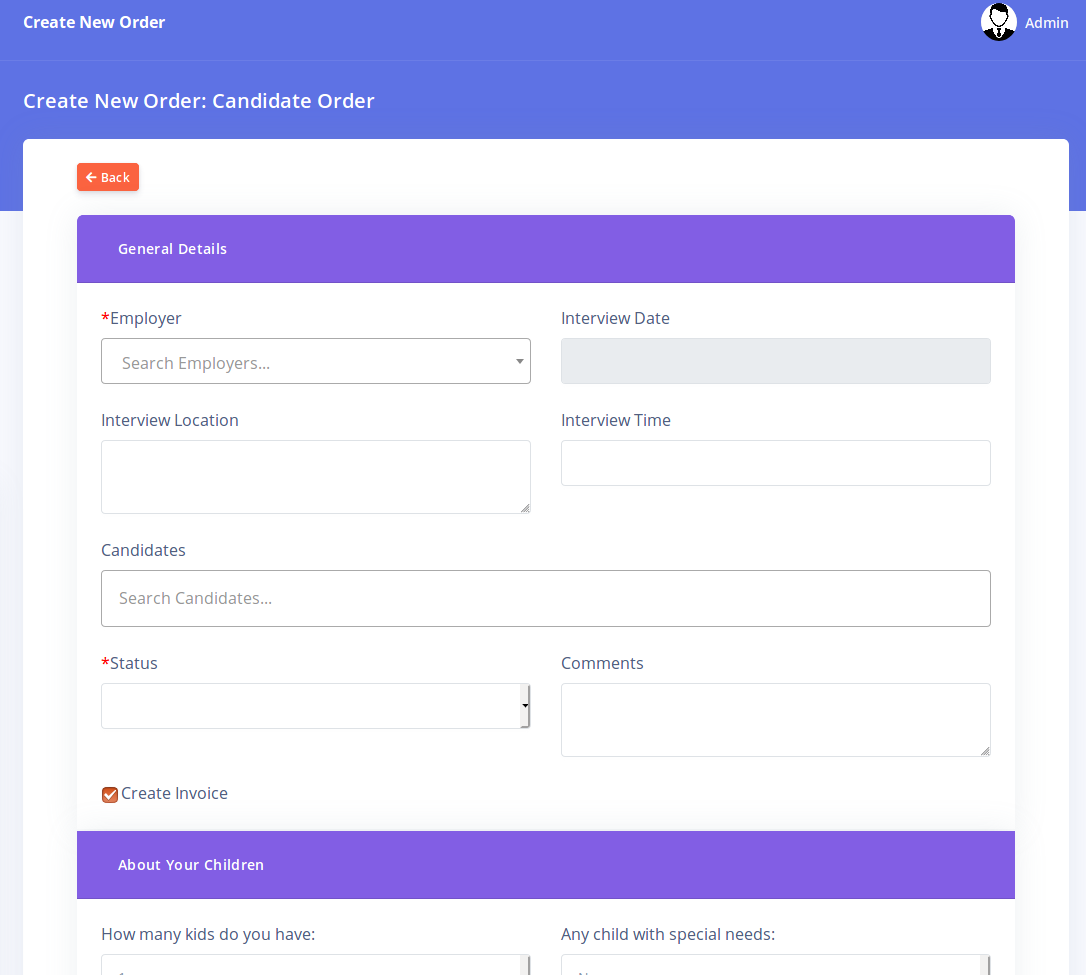 Create New Order
Admin
Create New Order: Candidate Order
Back
General Details
*Employer
Interview Date
Search Employers...
Interview Location
Interview Time
Candidates
Search Candidates...
*Status
Comments
Create Invoice
About Your Children
How many kids do you have:
Any child with special needs: